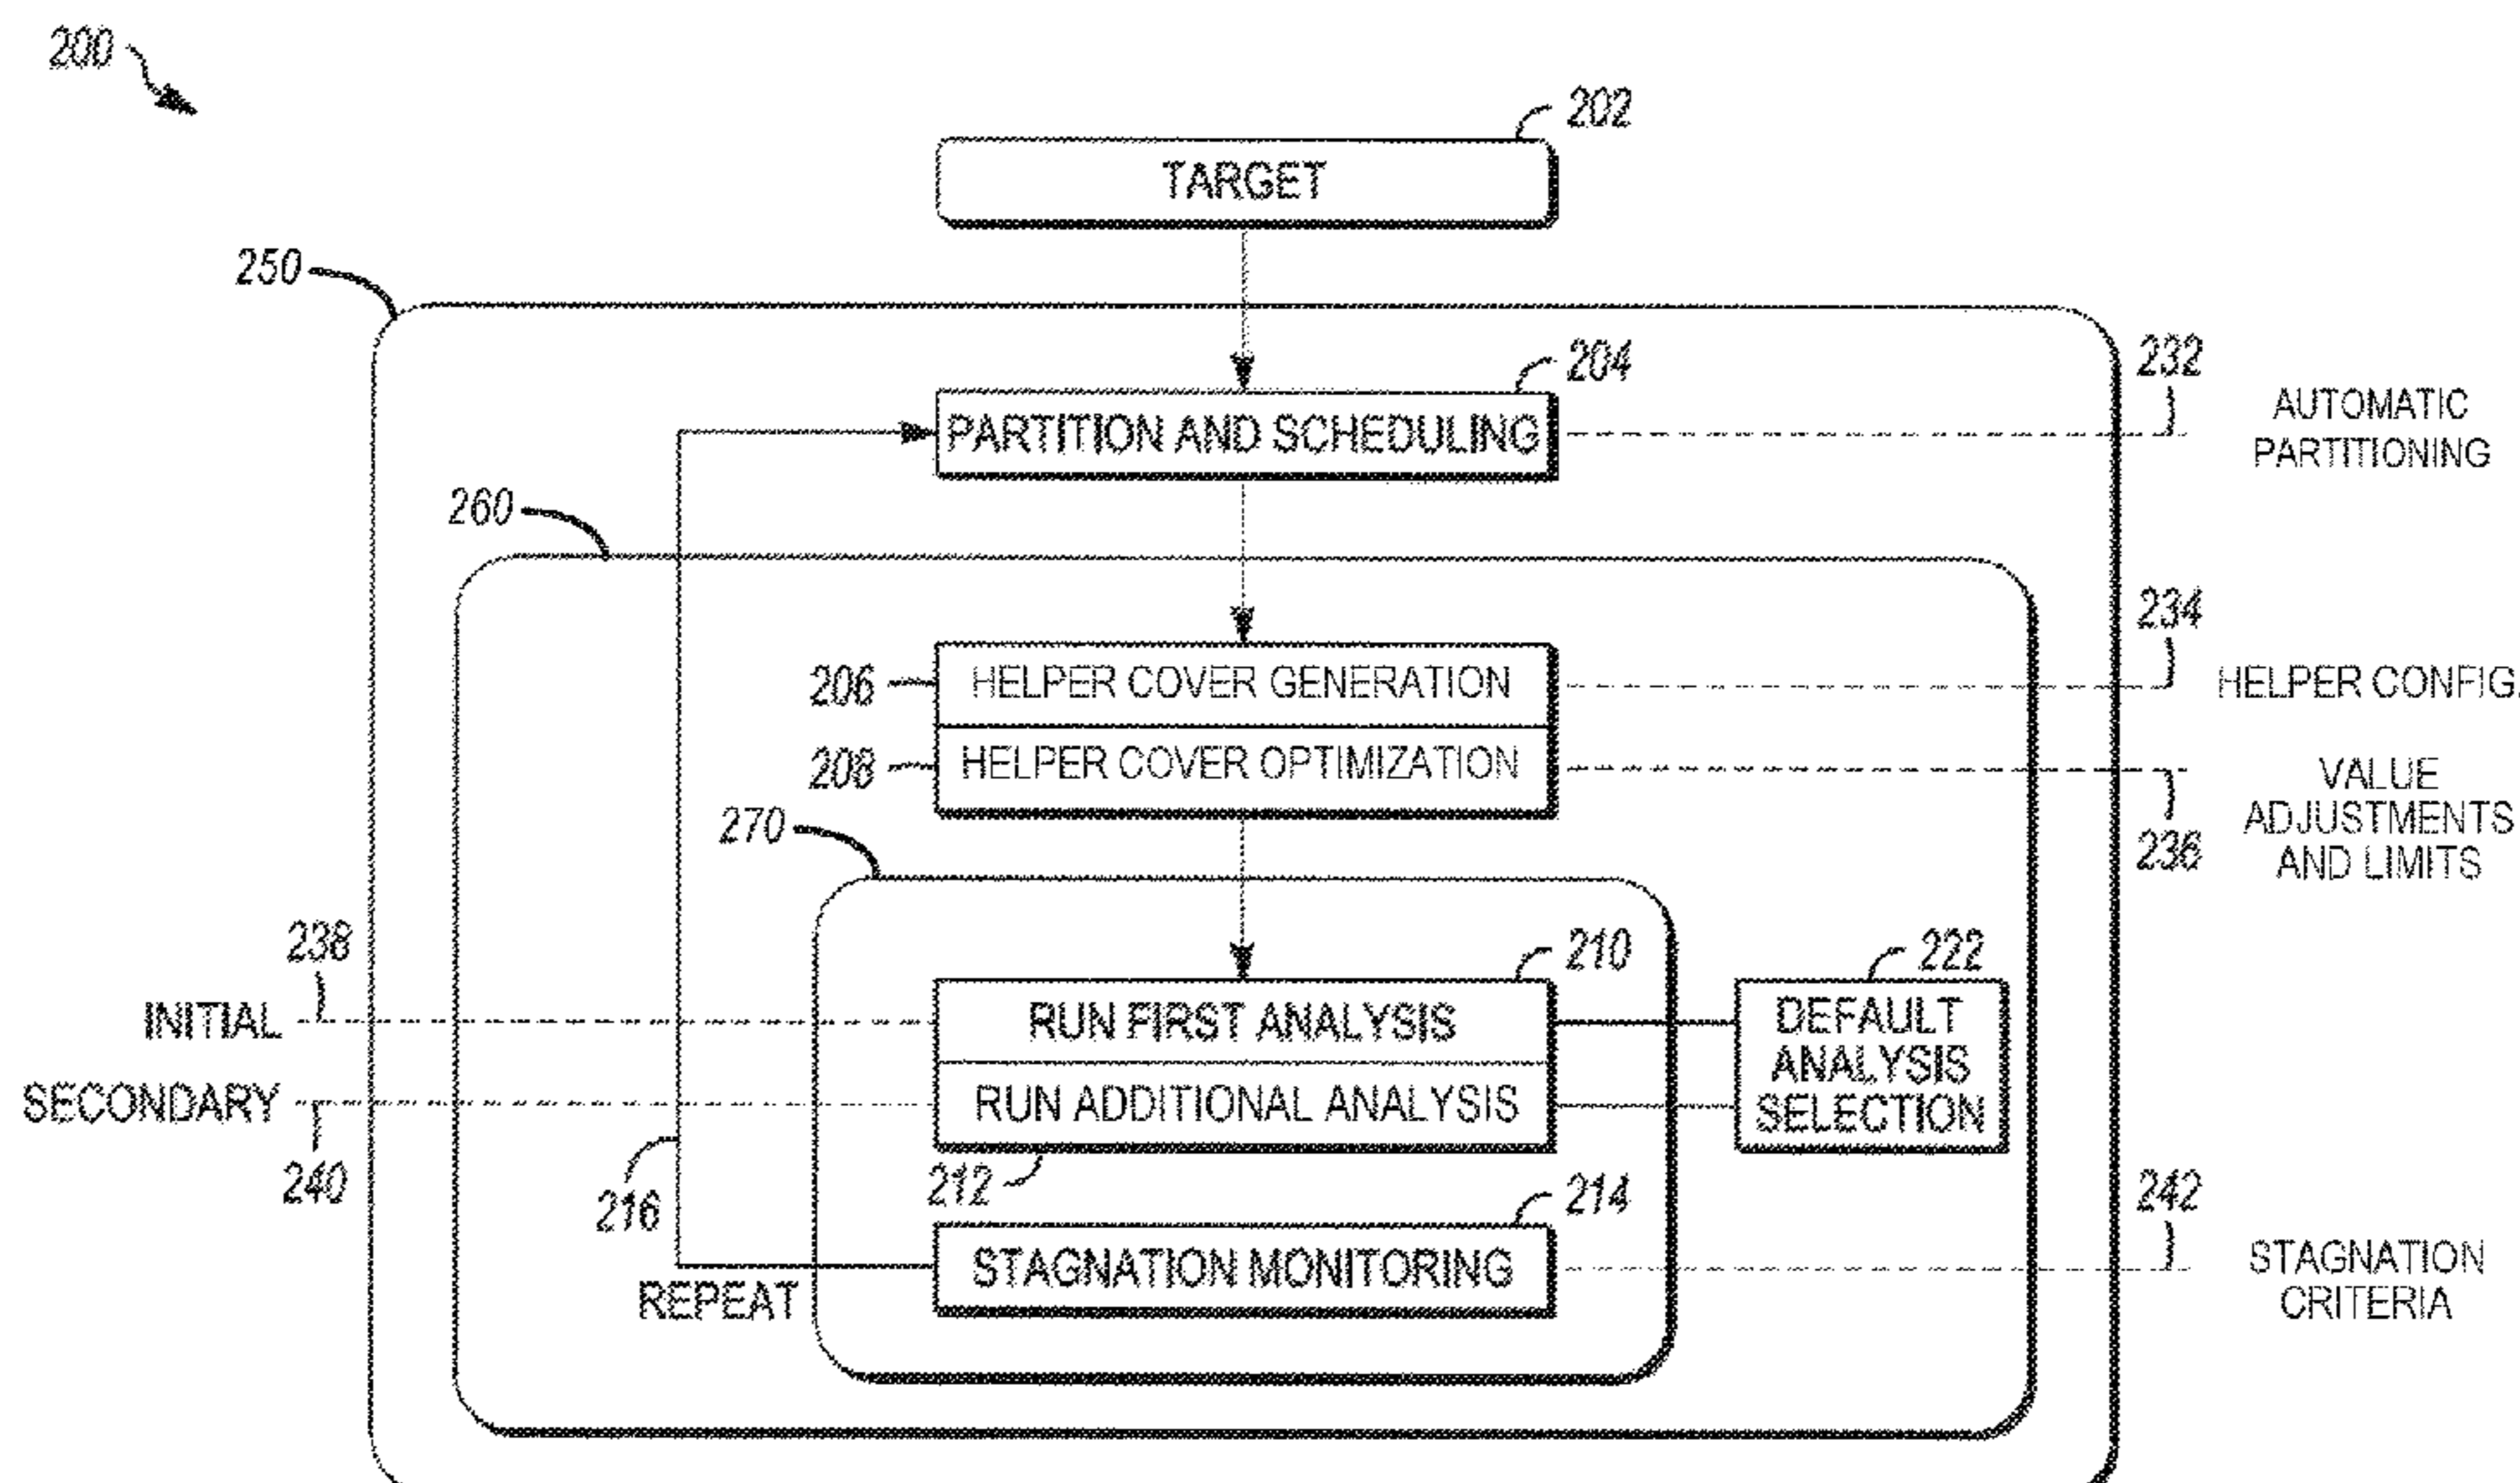 200
202
TARGET
250
204
232
PARTITION AND SCHEDULING
AUTOMATIC
PARTITIONING
260
234
206
HELPER COVER GENERATION
HELPER CONFIG.
208
HELPER COVER OPTIMIZATION
VALUE
ADJUSTMENTS
AND LIMITS
236
270
238
210
222
INITIAL
RUN FIRST ANALYSIS
DEFAULT
ANALYSIS
SELECTION
SECONDARY
RUN ADDITIONAL ANALYSIS
240
216
212
214
242
STAGNATION MONITORING
STAGNATION
CRITERIA
REPEAT